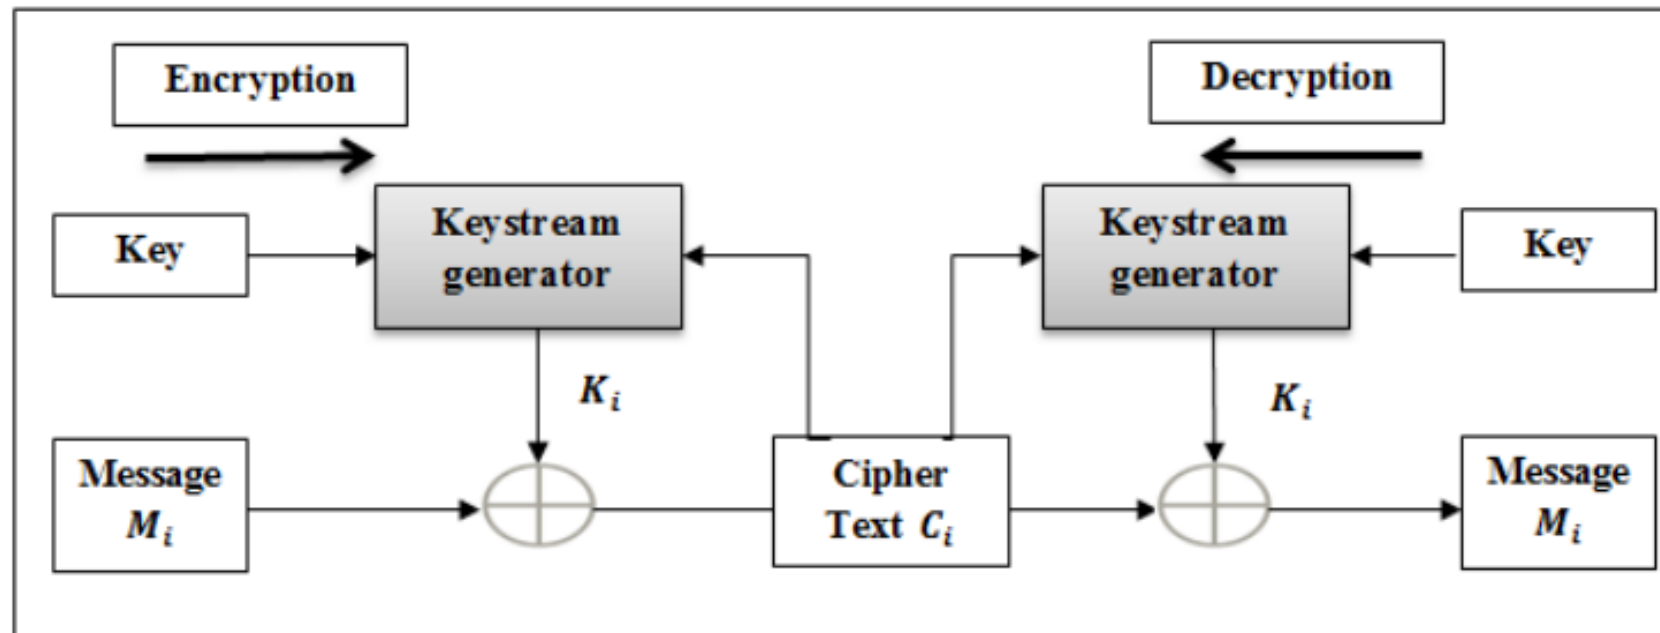 Encryption
Decryption
Key
Keystream
generator
Keystream
generator
Key
K_i
K_i
Message
M_i
Cipher
Text C_i
Message
M_i